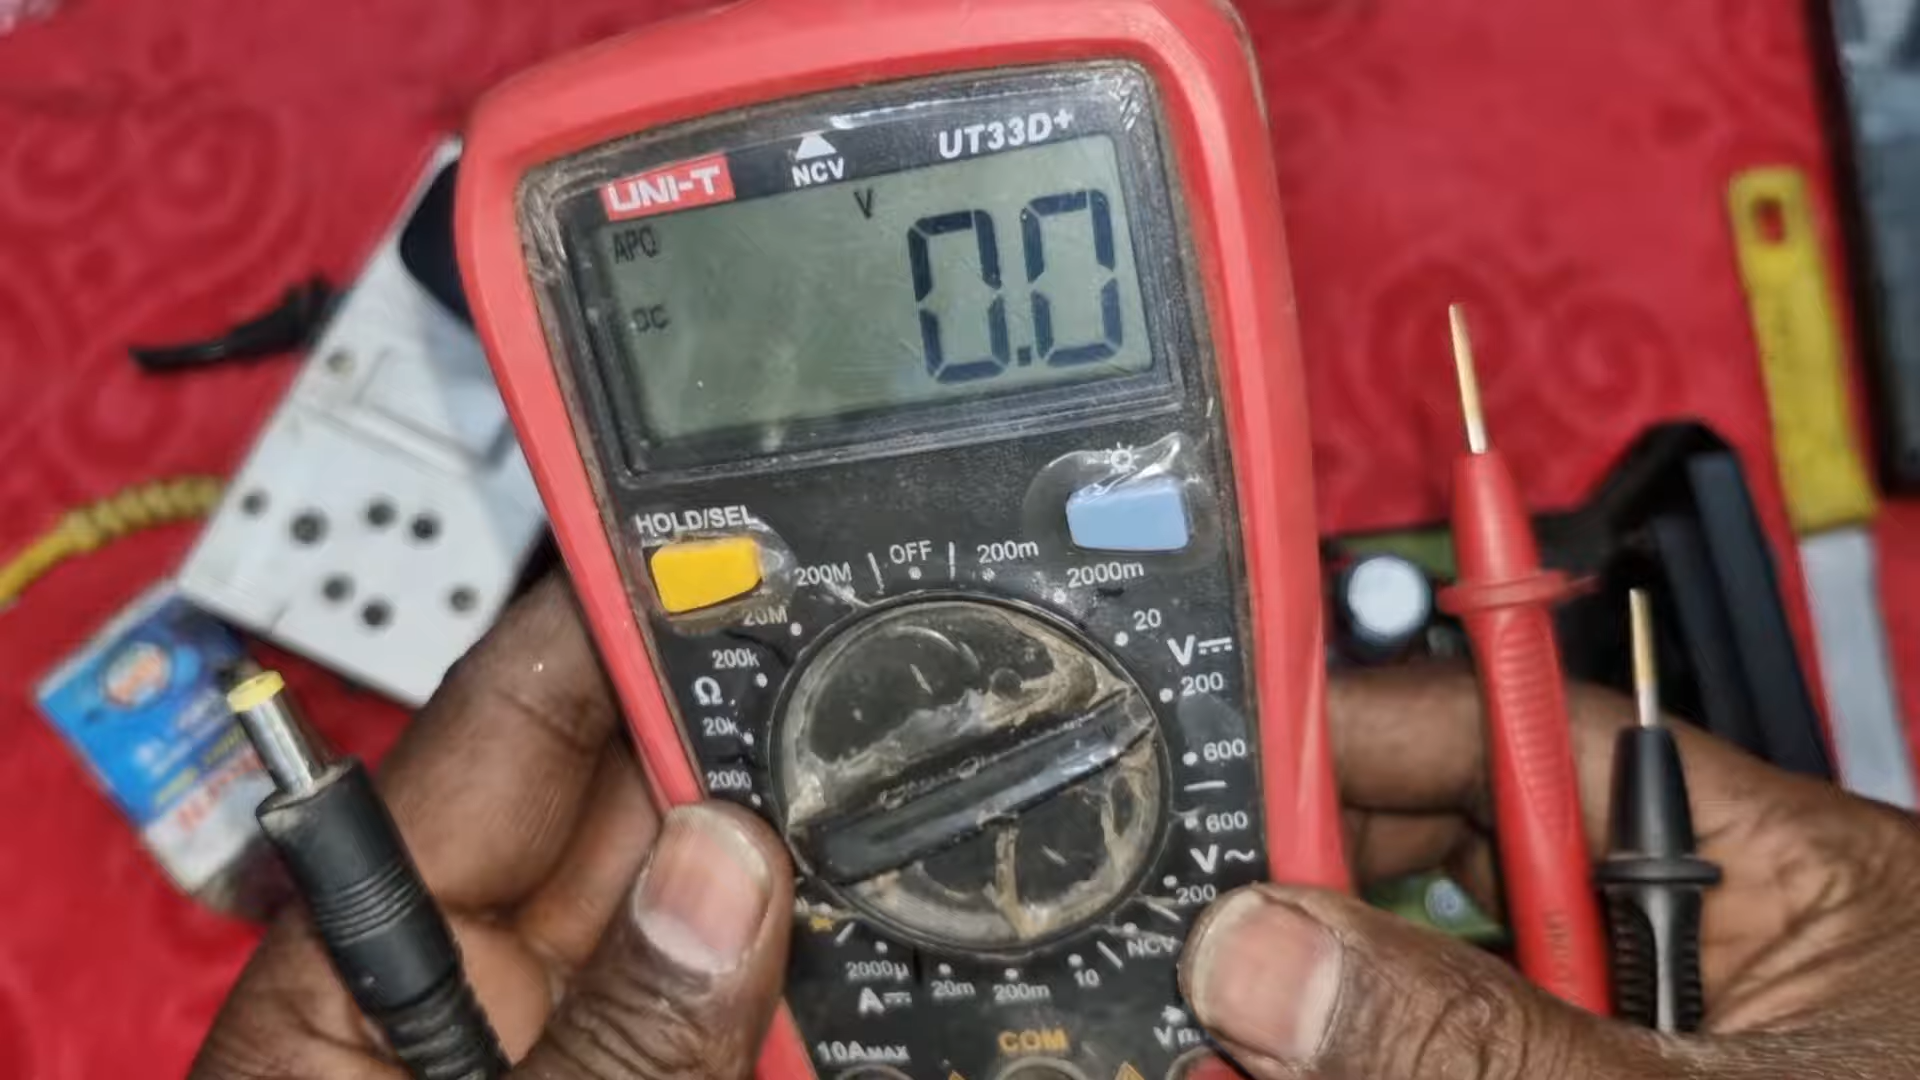 NCV
UT33D+
UNI-T
V
APO
DC
0.0
HOLD/SEL
200M
OFF
200m
2000m
20M
20
V
200k
200
Ω
20k
600
2000
600
V~
200
NCV
2000µ
20m
200m
10
A
10AMAX
COM